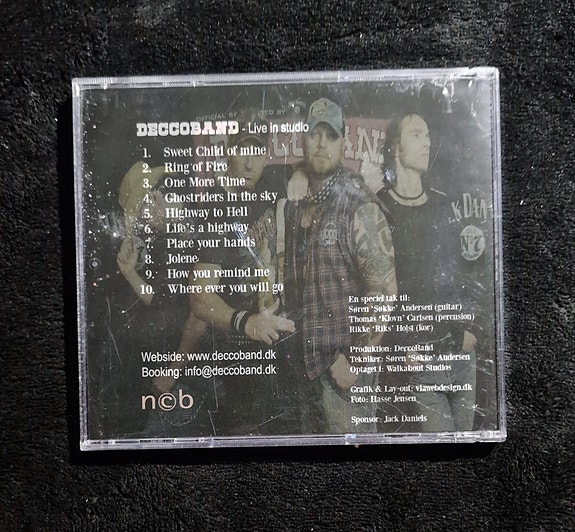 OFFICIAL
DECCOBAND - Live in studio
1. Sweet Child of mine
2. Ring of Fire
3. One More Time
4. Ghostriders in the sky
5. Highway to Hell
6. Life's a highway
7. Place your hands
8. Jolene
9. How you remind me
10. Where ever you will go
En speciel tak til:
Søren 'Søkke' Andersen (guitar)
Thomas 'Klovn' Carlsen (percusion)
Rikke 'Riks' Holst (kor)
Webside: www.deccoband.dk
Booking: info@deccoband.dk
Produktion: DeccoBand
Tekniker: Søren 'Søkke' Andersen
Optaget i: Walkabout Studios
Grafik & Lay-out: viawebdesign.dk
Foto: Hasse Jensen
Sponsor: Jack Daniels
n©b